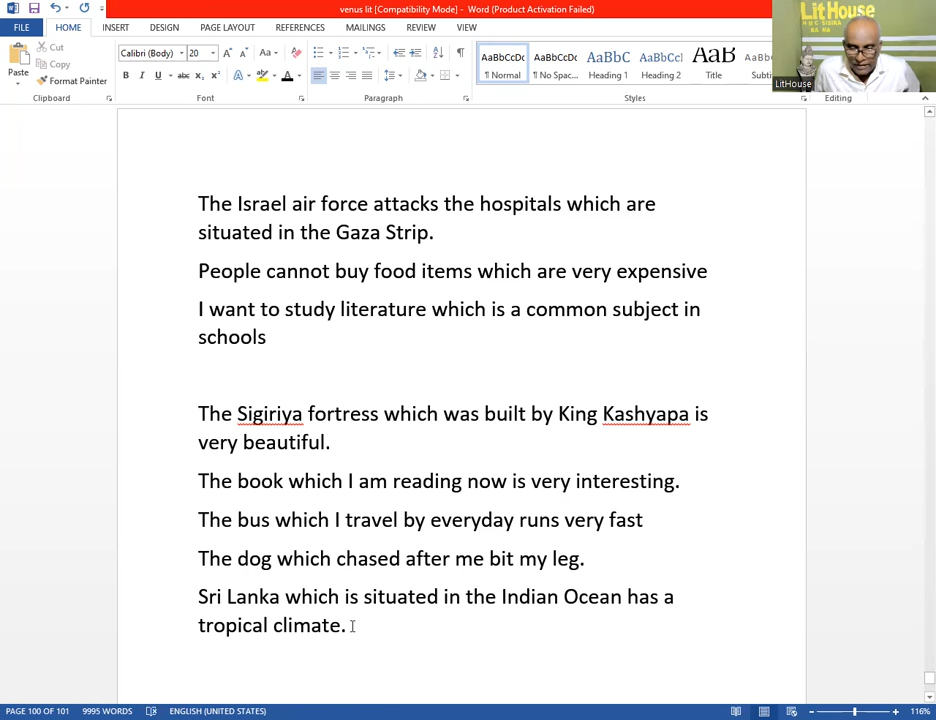 venus lit [Compatibility Mode] - Word (Product Activation Failed)
FILE HOME INSERT DESIGN PAGE LAYOUT REFERENCES MAILINGS REVIEW VIEW
Paste
Cut
Copy
Format Painter
Calibri (Body) 20
AaBbCcDc AaBbCcDc AaBbC AaBbCcl AaB AaBb
¶ Normal ¶ No Spac... Heading 1 Heading 2 Title Subti
Clipboard Font Paragraph Styles Editing
LitHouse
LitHouse
The Israel air force attacks the hospitals which are
situated in the Gaza Strip.
People cannot buy food items which are very expensive
I want to study literature which is a common subject in
schools
The Sigiriya fortress which was built by King Kashyapa is
very beautiful.
The book which I am reading now is very interesting.
The bus which I travel by everyday runs very fast
The dog which chased after me bit my leg.
Sri Lanka which is situated in the Indian Ocean has a
tropical climate.
PAGE 100 OF 101 9995 WORDS ENGLISH (UNITED STATES) 116%